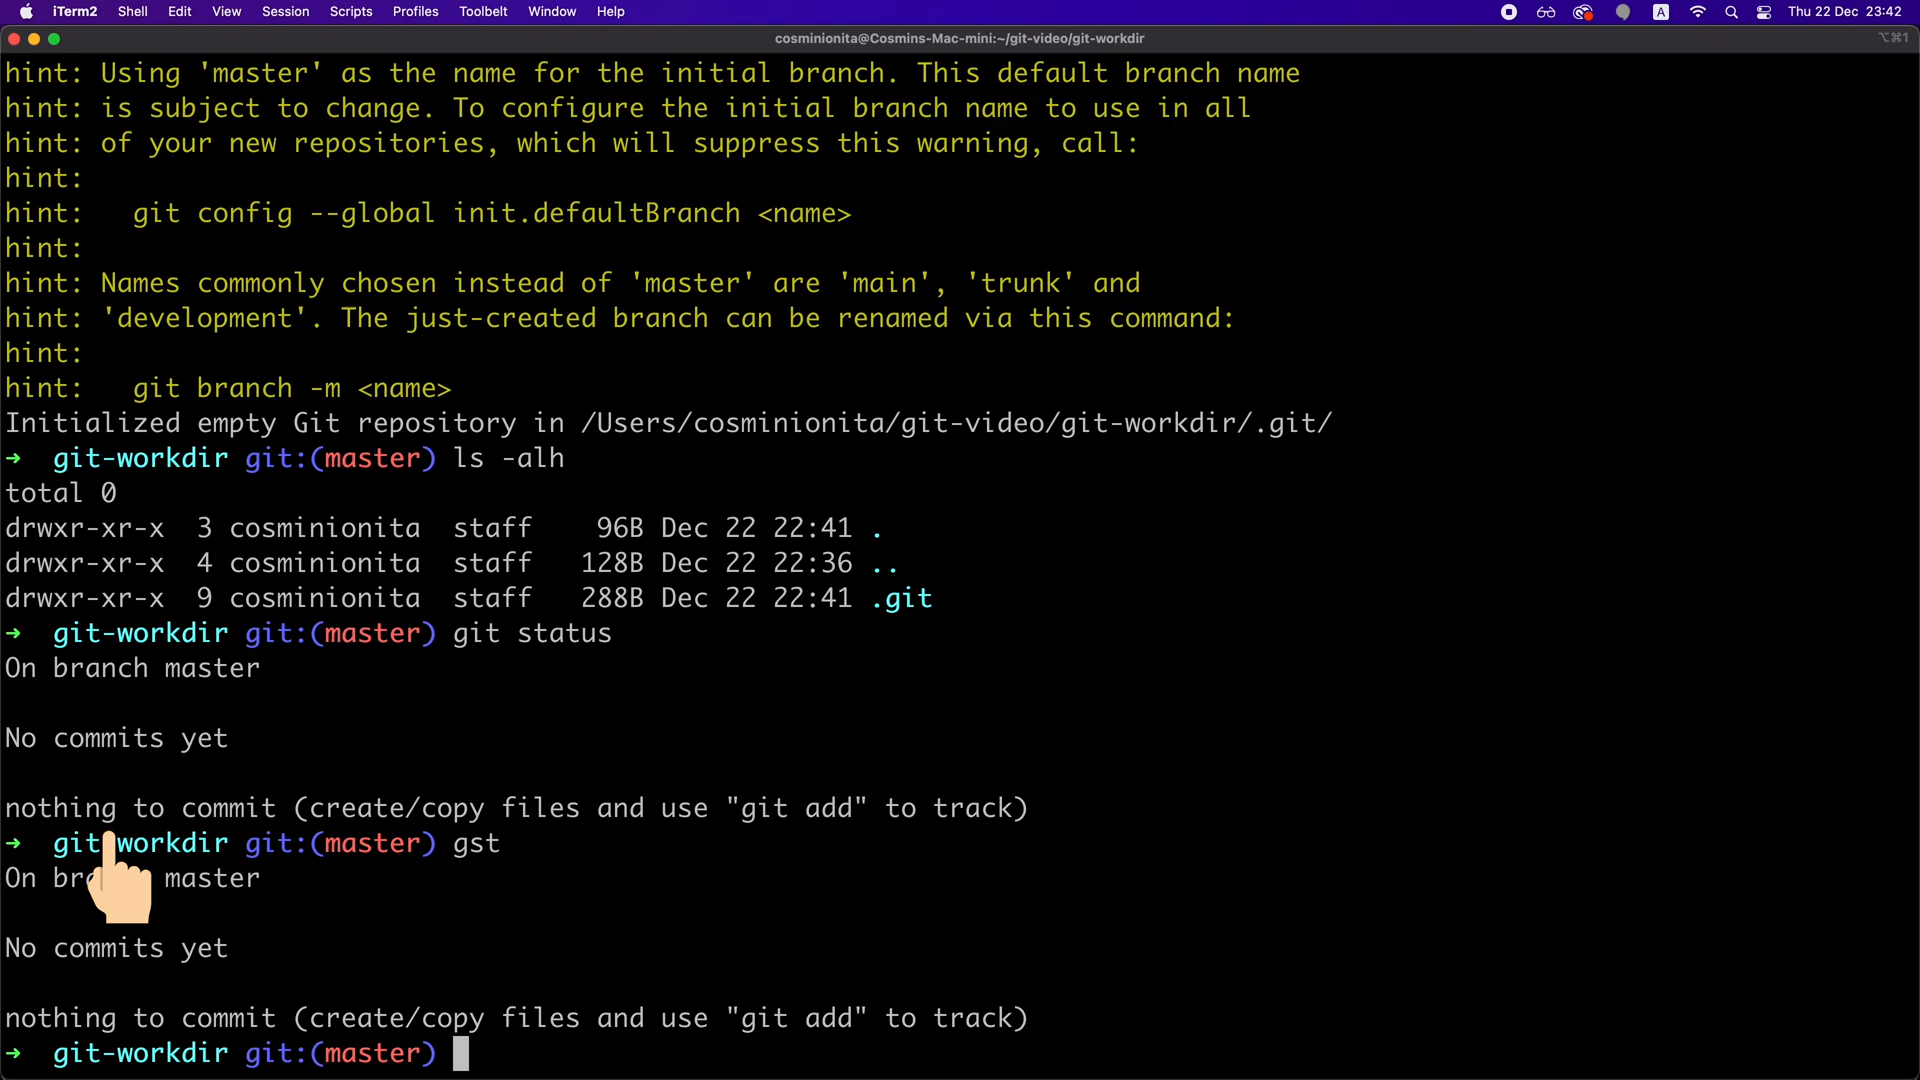 iTerm2 Shell Edit View Session Scripts Profiles Toolbelt Window Help A Thu 22 Dec 23:42
cosminionita@Cosmins-Mac-mini:~/git-video/git-workdir ⌥⌘1
hint: Using 'master' as the name for the initial branch. This default branch name
hint: is subject to change. To configure the initial branch name to use in all
hint: of your new repositories, which will suppress this warning, call:
hint:
hint:   git config --global init.defaultBranch <name>
hint:
hint: Names commonly chosen instead of 'master' are 'main', 'trunk' and
hint: 'development'. The just-created branch can be renamed via this command:
hint:
hint:   git branch -m <name>
Initialized empty Git repository in /Users/cosminionita/git-video/git-workdir/.git/
➜  git-workdir git:(master) ls -alh
total 0
drwxr-xr-x  3 cosminionita  staff    96B Dec 22 22:41 .
drwxr-xr-x  4 cosminionita  staff   128B Dec 22 22:36 ..
drwxr-xr-x  9 cosminionita  staff   288B Dec 22 22:41 .git
➜  git-workdir git:(master) git status
On branch master
No commits yet
nothing to commit (create/copy files and use "git add" to track)
➜  git-workdir git:(master) gst
On master
No commits yet
nothing to commit (create/copy files and use "git add" to track)
➜  git-workdir git:(master)